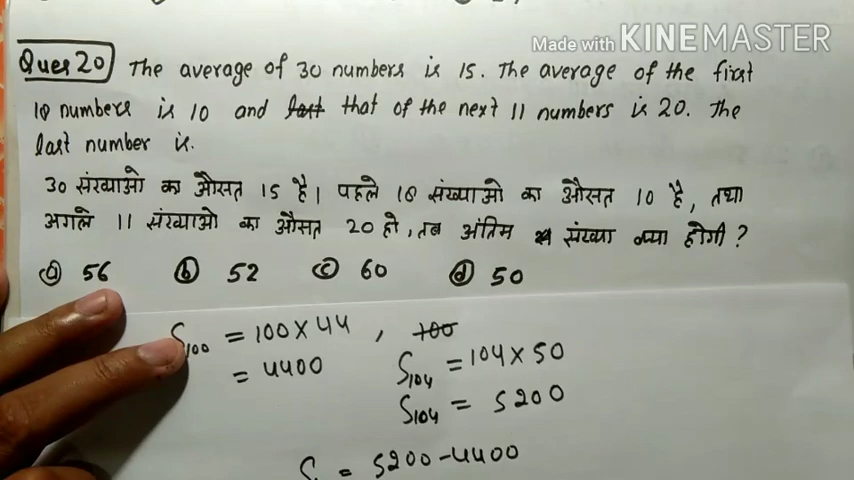 Made with KINEMASTER
Ques 20 The average of 30 numbers is 15. The average of the first
18 numbers is 10 and that of the next 11 numbers is 20. The
last number is.
30 संख्याओ का औसत 15 है। पहले 18 संख्याओ का औसत 10 है, तथा
अगले 11 संख्याओ का औसत 20 हो, तब अंतिम संख्या क्या होगी ?
(a) 56 (b) 52 (c) 60 (d) 50
S100 = 100 × 44 , 100
= 4400
S104 = 104 × 50
S104 = 5200
= 5200 - 4400